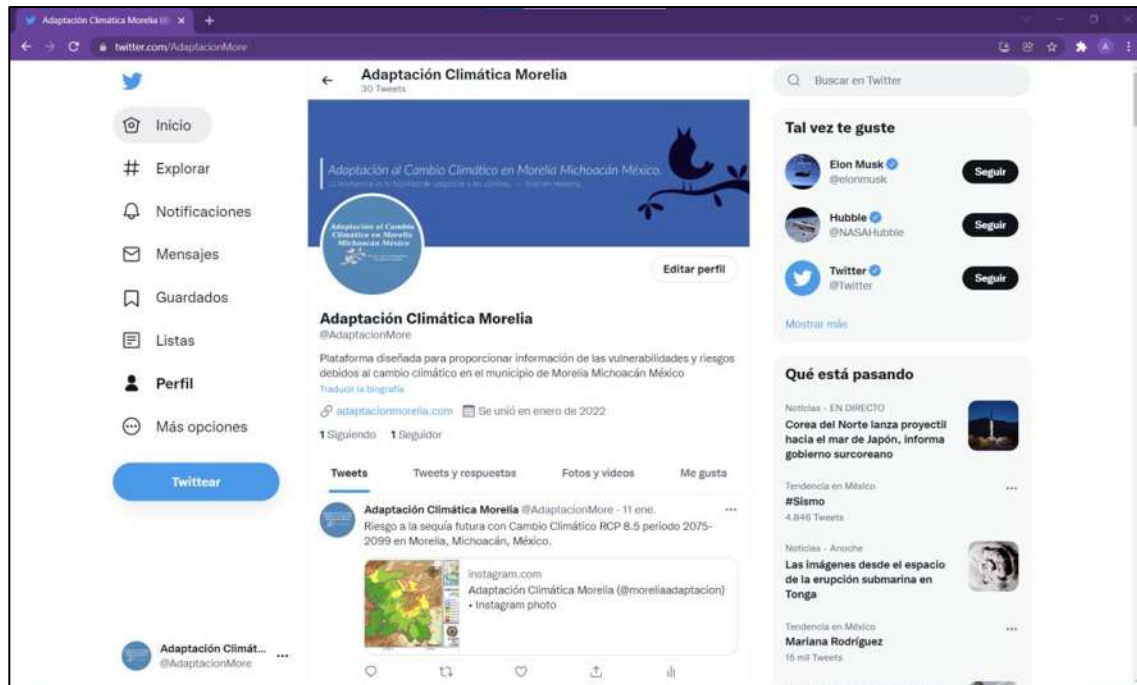 Adaptación Climática Morelia
twitter.com/AdaptacionMore
Inicio
Explorar
Notificaciones
Mensajes
Guardados
Listas
Perfil
Más opciones
Twittear
Adaptación Climát...
@AdaptacionMore
Adaptación Climática Morelia
30 Tweets
Adaptación al Cambio Climático en Morelia Michoacán México.
Adaptación al Cambio
Climático en Morelia
Michoacán México
Editar perfil
Adaptación Climática Morelia
@AdaptacionMore
Plataforma diseñada para proporcionar información de las vulnerabilidades y riesgos
debidos al cambio climático en el municipio de Morelia Michoacán México
Traducir la biografía
adaptacionmorelia.com Se unió en enero de 2022
1 Siguiendo 1 Seguidor
Tweets Tweets y respuestas Fotos y videos Me gusta
Adaptación Climática Morelia @AdaptacionMore · 11 ene.
Riesgo a la sequía futura con Cambio Climático RCP 8.5 periodo 2075-
2099 en Morelia, Michoacán, México.
instagram.com
Adaptación Climática Morelia (@moreliaadaptacion)
• Instagram photo
Buscar en Twitter
Tal vez te guste
Elon Musk
@elonmusk
Seguir
Hubble
@NASAHubble
Seguir
Twitter
@Twitter
Seguir
Mostrar más
Qué está pasando
Noticias · EN DIRECTO
Corea del Norte lanza proyectil
hacia el mar de Japón, informa
gobierno surcoreano
Tendencia en México
#Sismo
4.846 Tweets
Noticias · Anoche
Las imágenes desde el espacio
de la erupción submarina en
Tonga
Tendencia en México
Mariana Rodríguez
15 mil Tweets